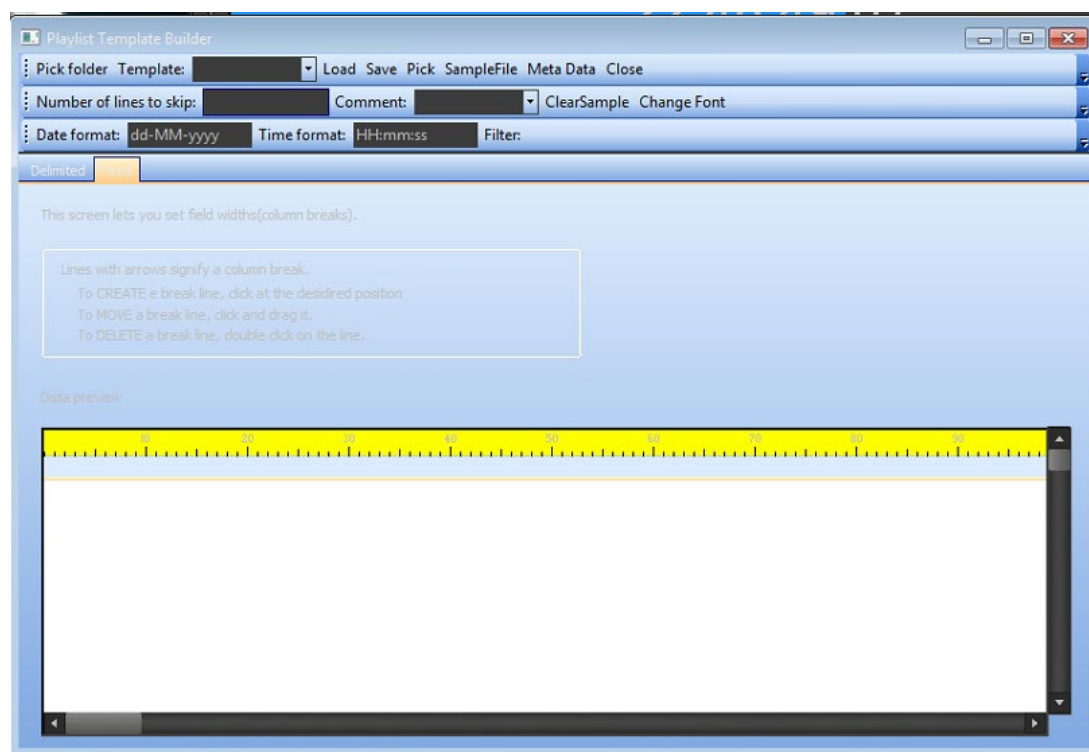 Playlist Template Builder
Pick folder Template: Load Save Pick SampleFile Meta Data Close
Number of lines to skip: Comment: ClearSample Change Font
Date format: dd-MM-yyyy Time format: HH:mm:ss Filter:
Delimited
This screen lets you set field widths(column breaks).
Lines with arrows signify a column break.
To CREATE e break line, click at the desidired position
To MOVE a break line, click and drag it.
To DELETE a break line, double click on the line.
Data preview
10 20 30 40 50 60 70 80 90